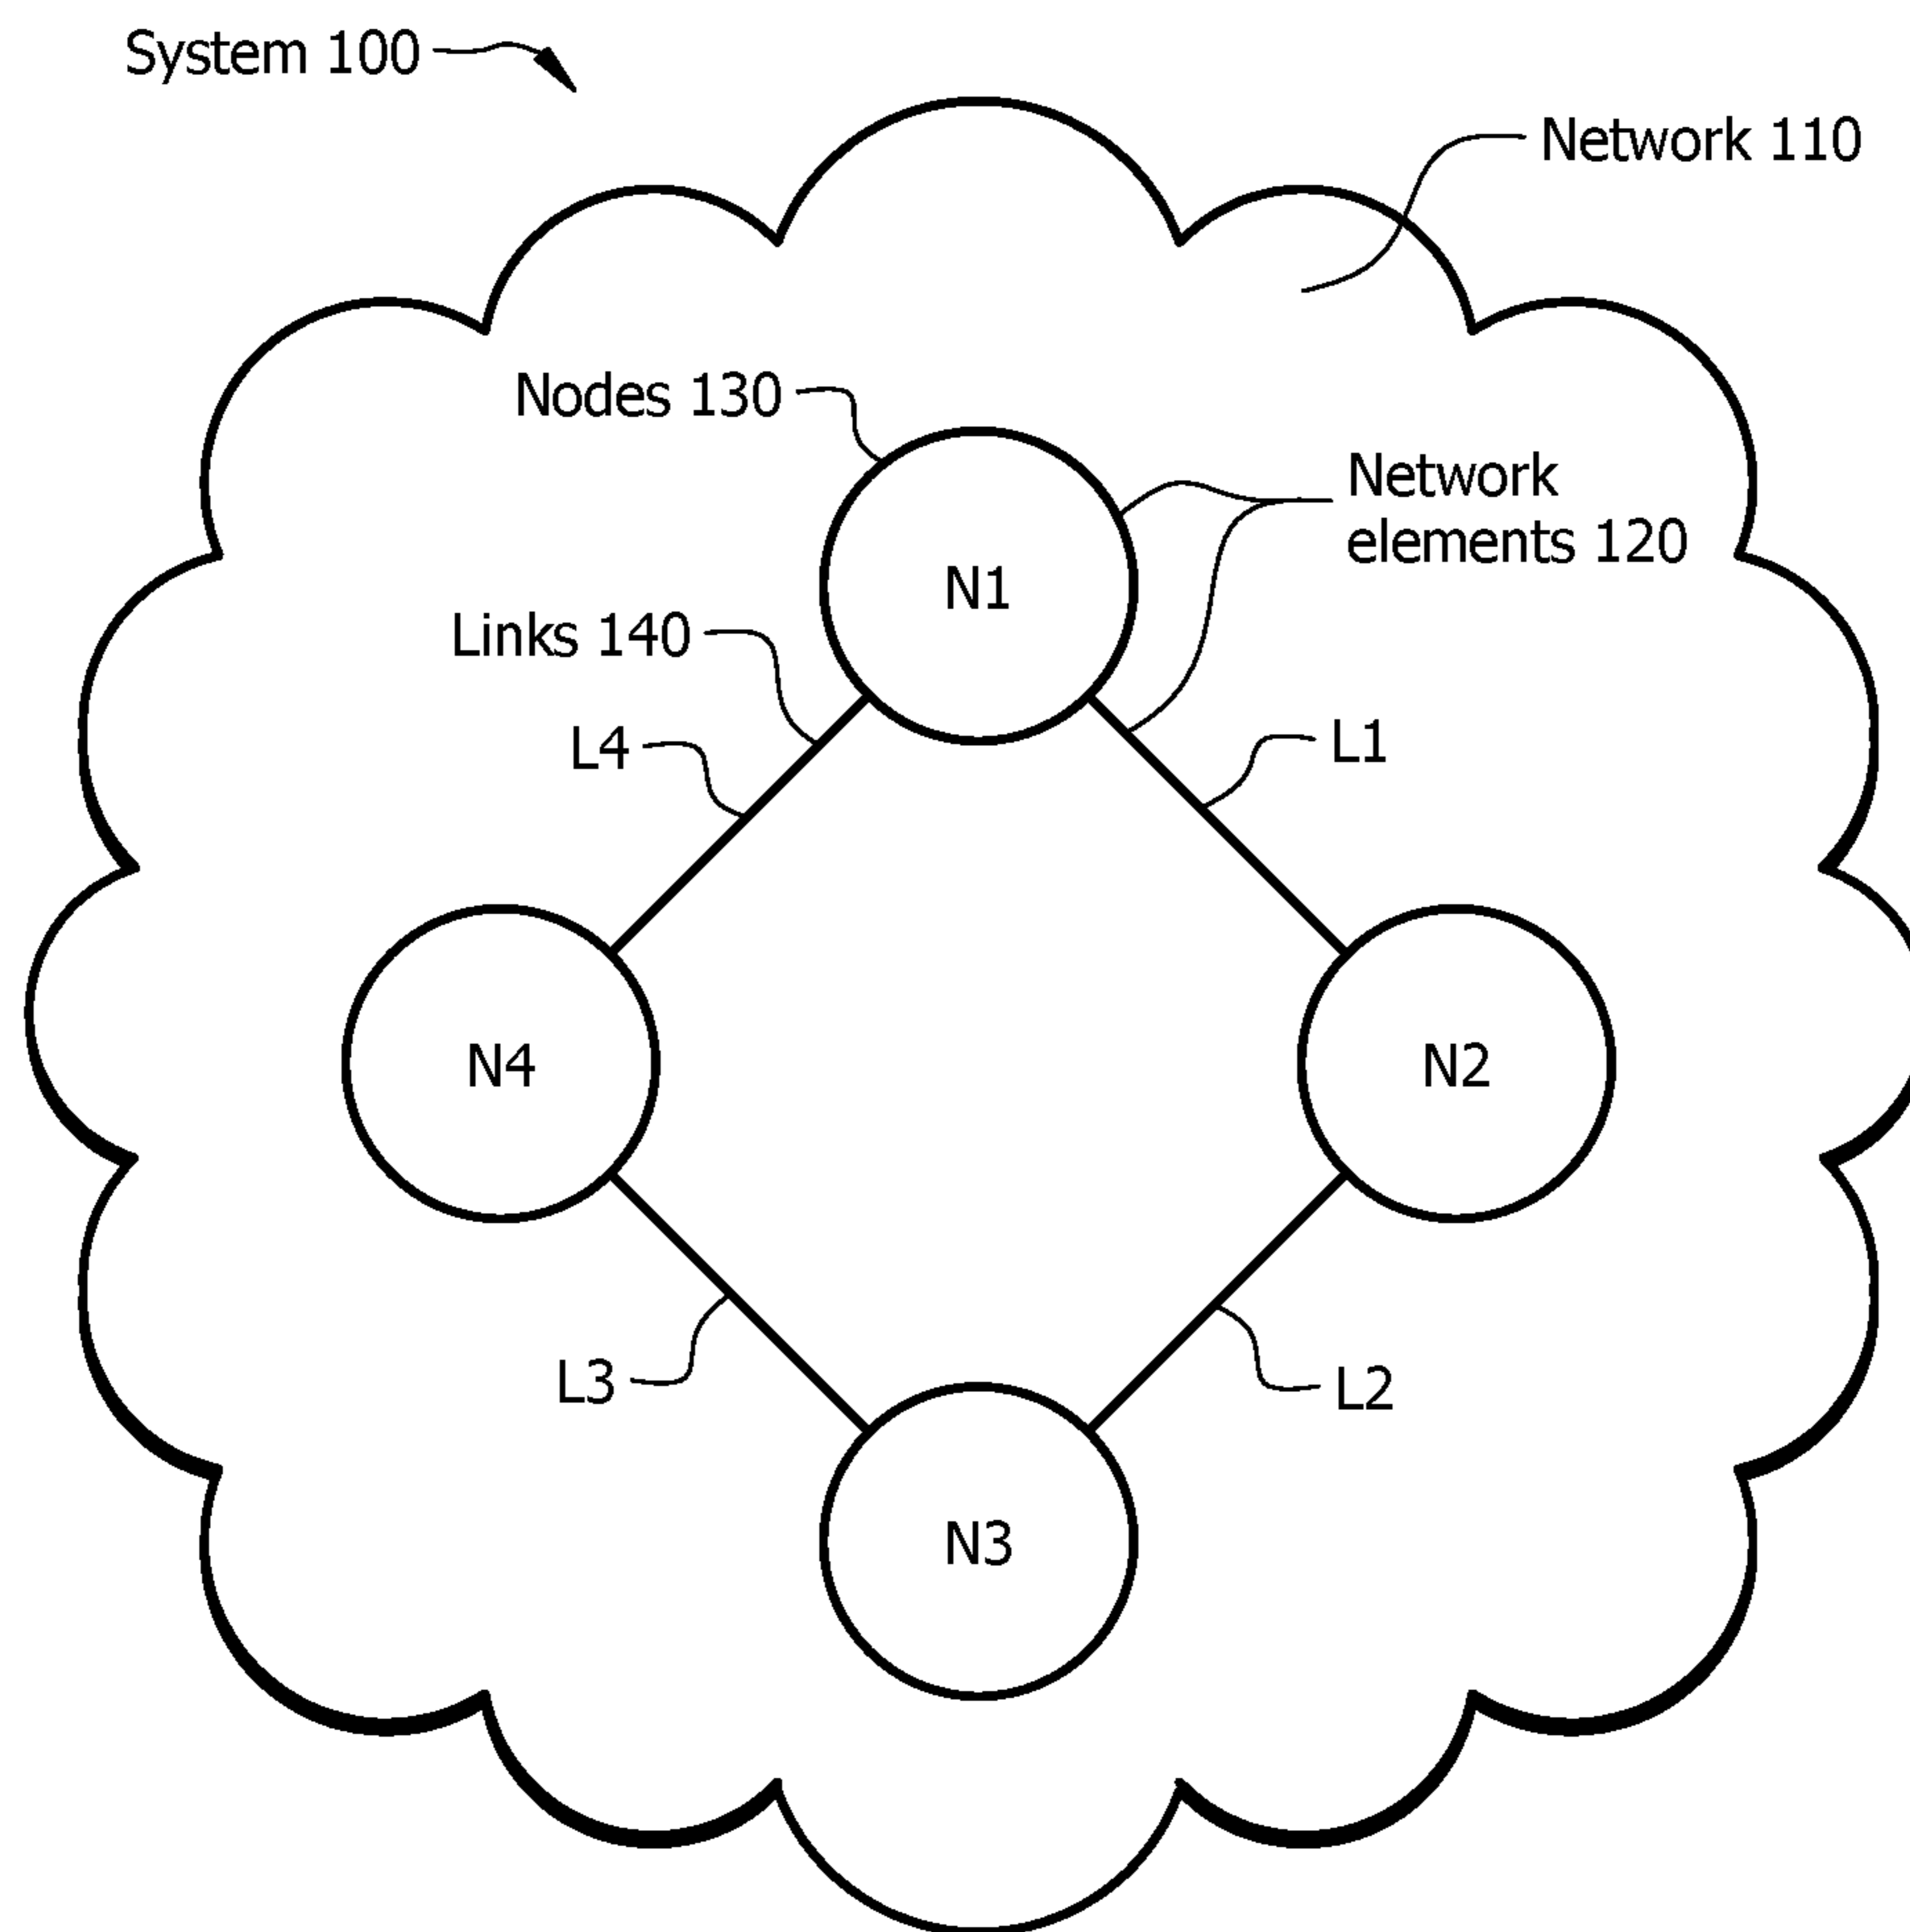 System 100
Network 110
Nodes 130
Network
elements 120
N1
Links 140
L4
L1
N4
N2
L3
L2
N3